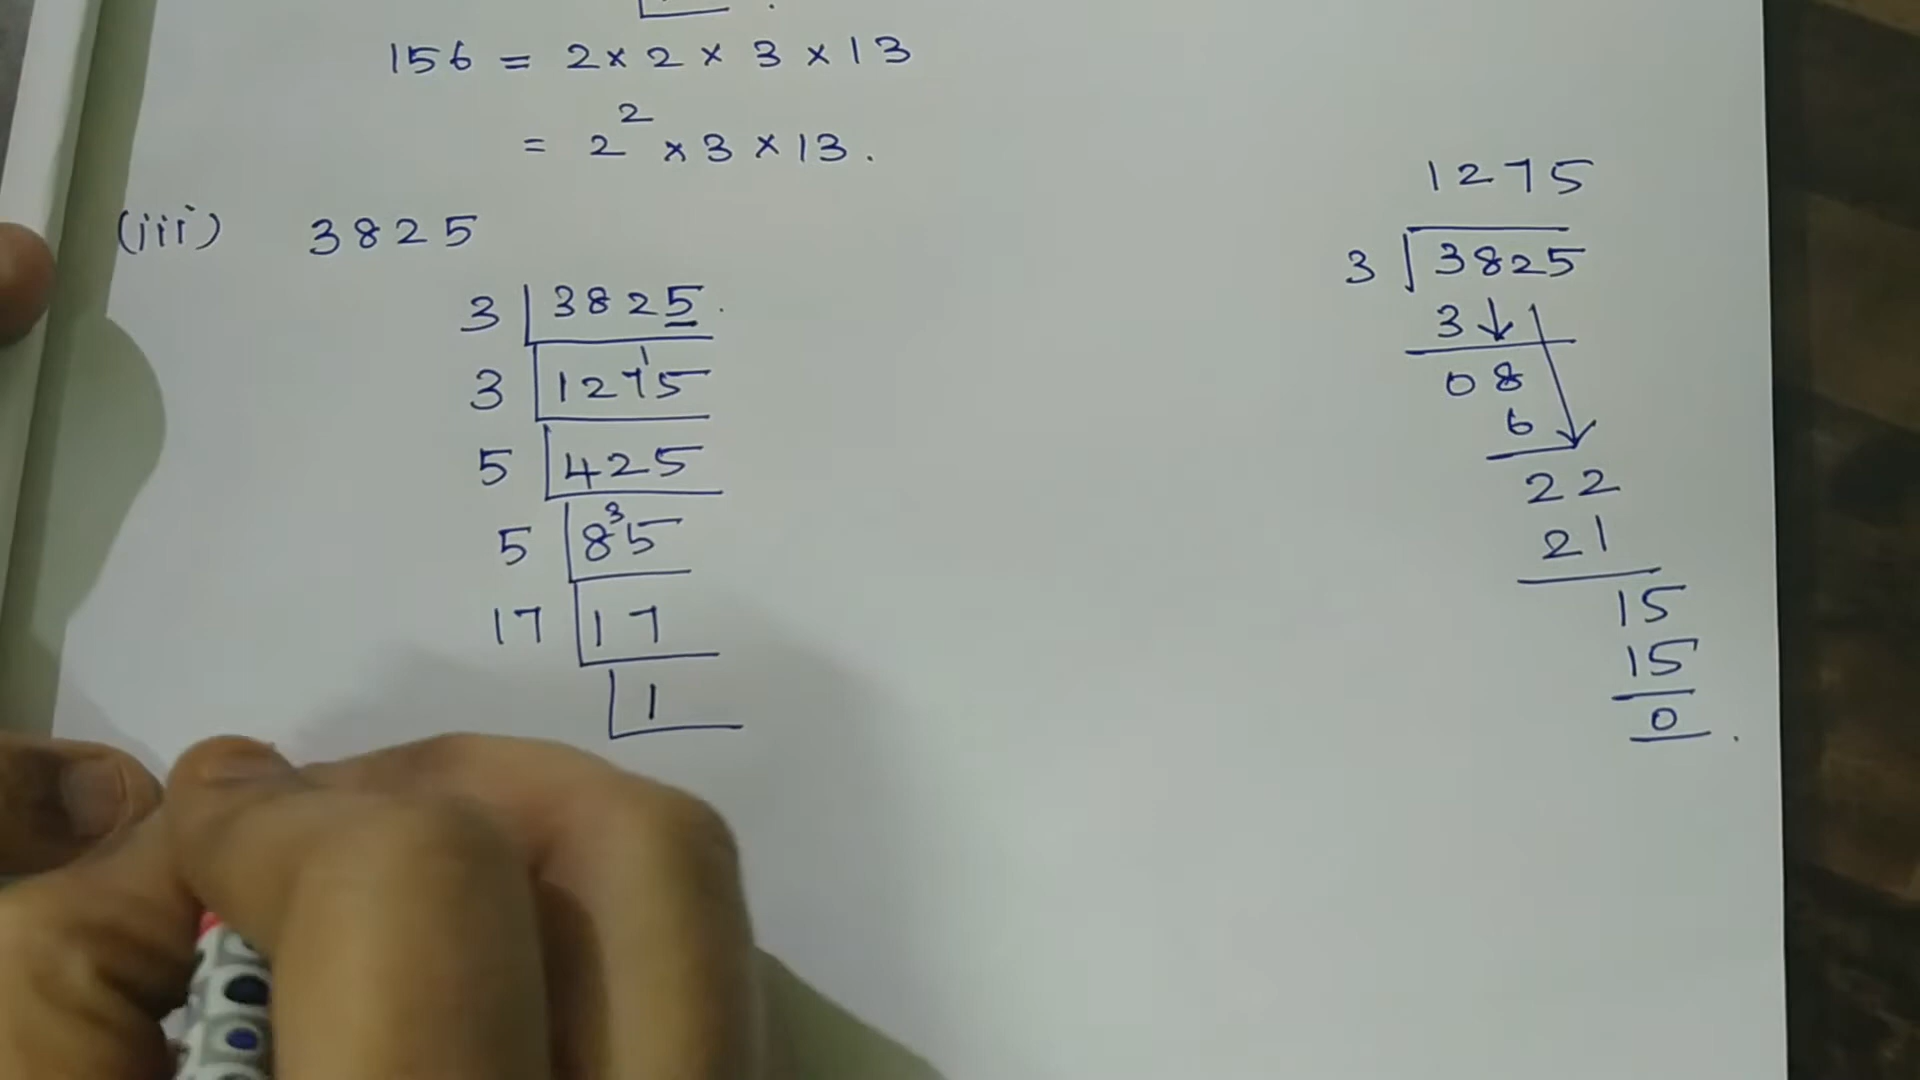 156 = 2 × 2 × 3 × 13
= 2² × 3 × 13.
(iii) 3825
3 | 3825.
3 | 1275
5 | 425
5 | 85
17 | 17
1
1275
3 | 3825
3
08
6
22
21
15
15
0.